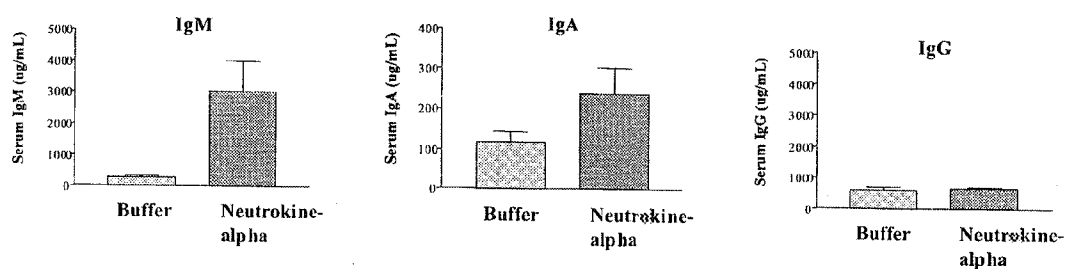 IgM
Serum IgM (ug/mL)
5000
4000
3000
2000
1000
0
Buffer
Neutrokine-
alpha
IgA
Serum IgA (ug/mL)
400
300
200
100
0
Buffer
Neutrokine-
alpha
IgG
Serum IgG (ug/mL)
5000
4000
3000
2000
1000
0
Buffer
Neutrokine-
alpha